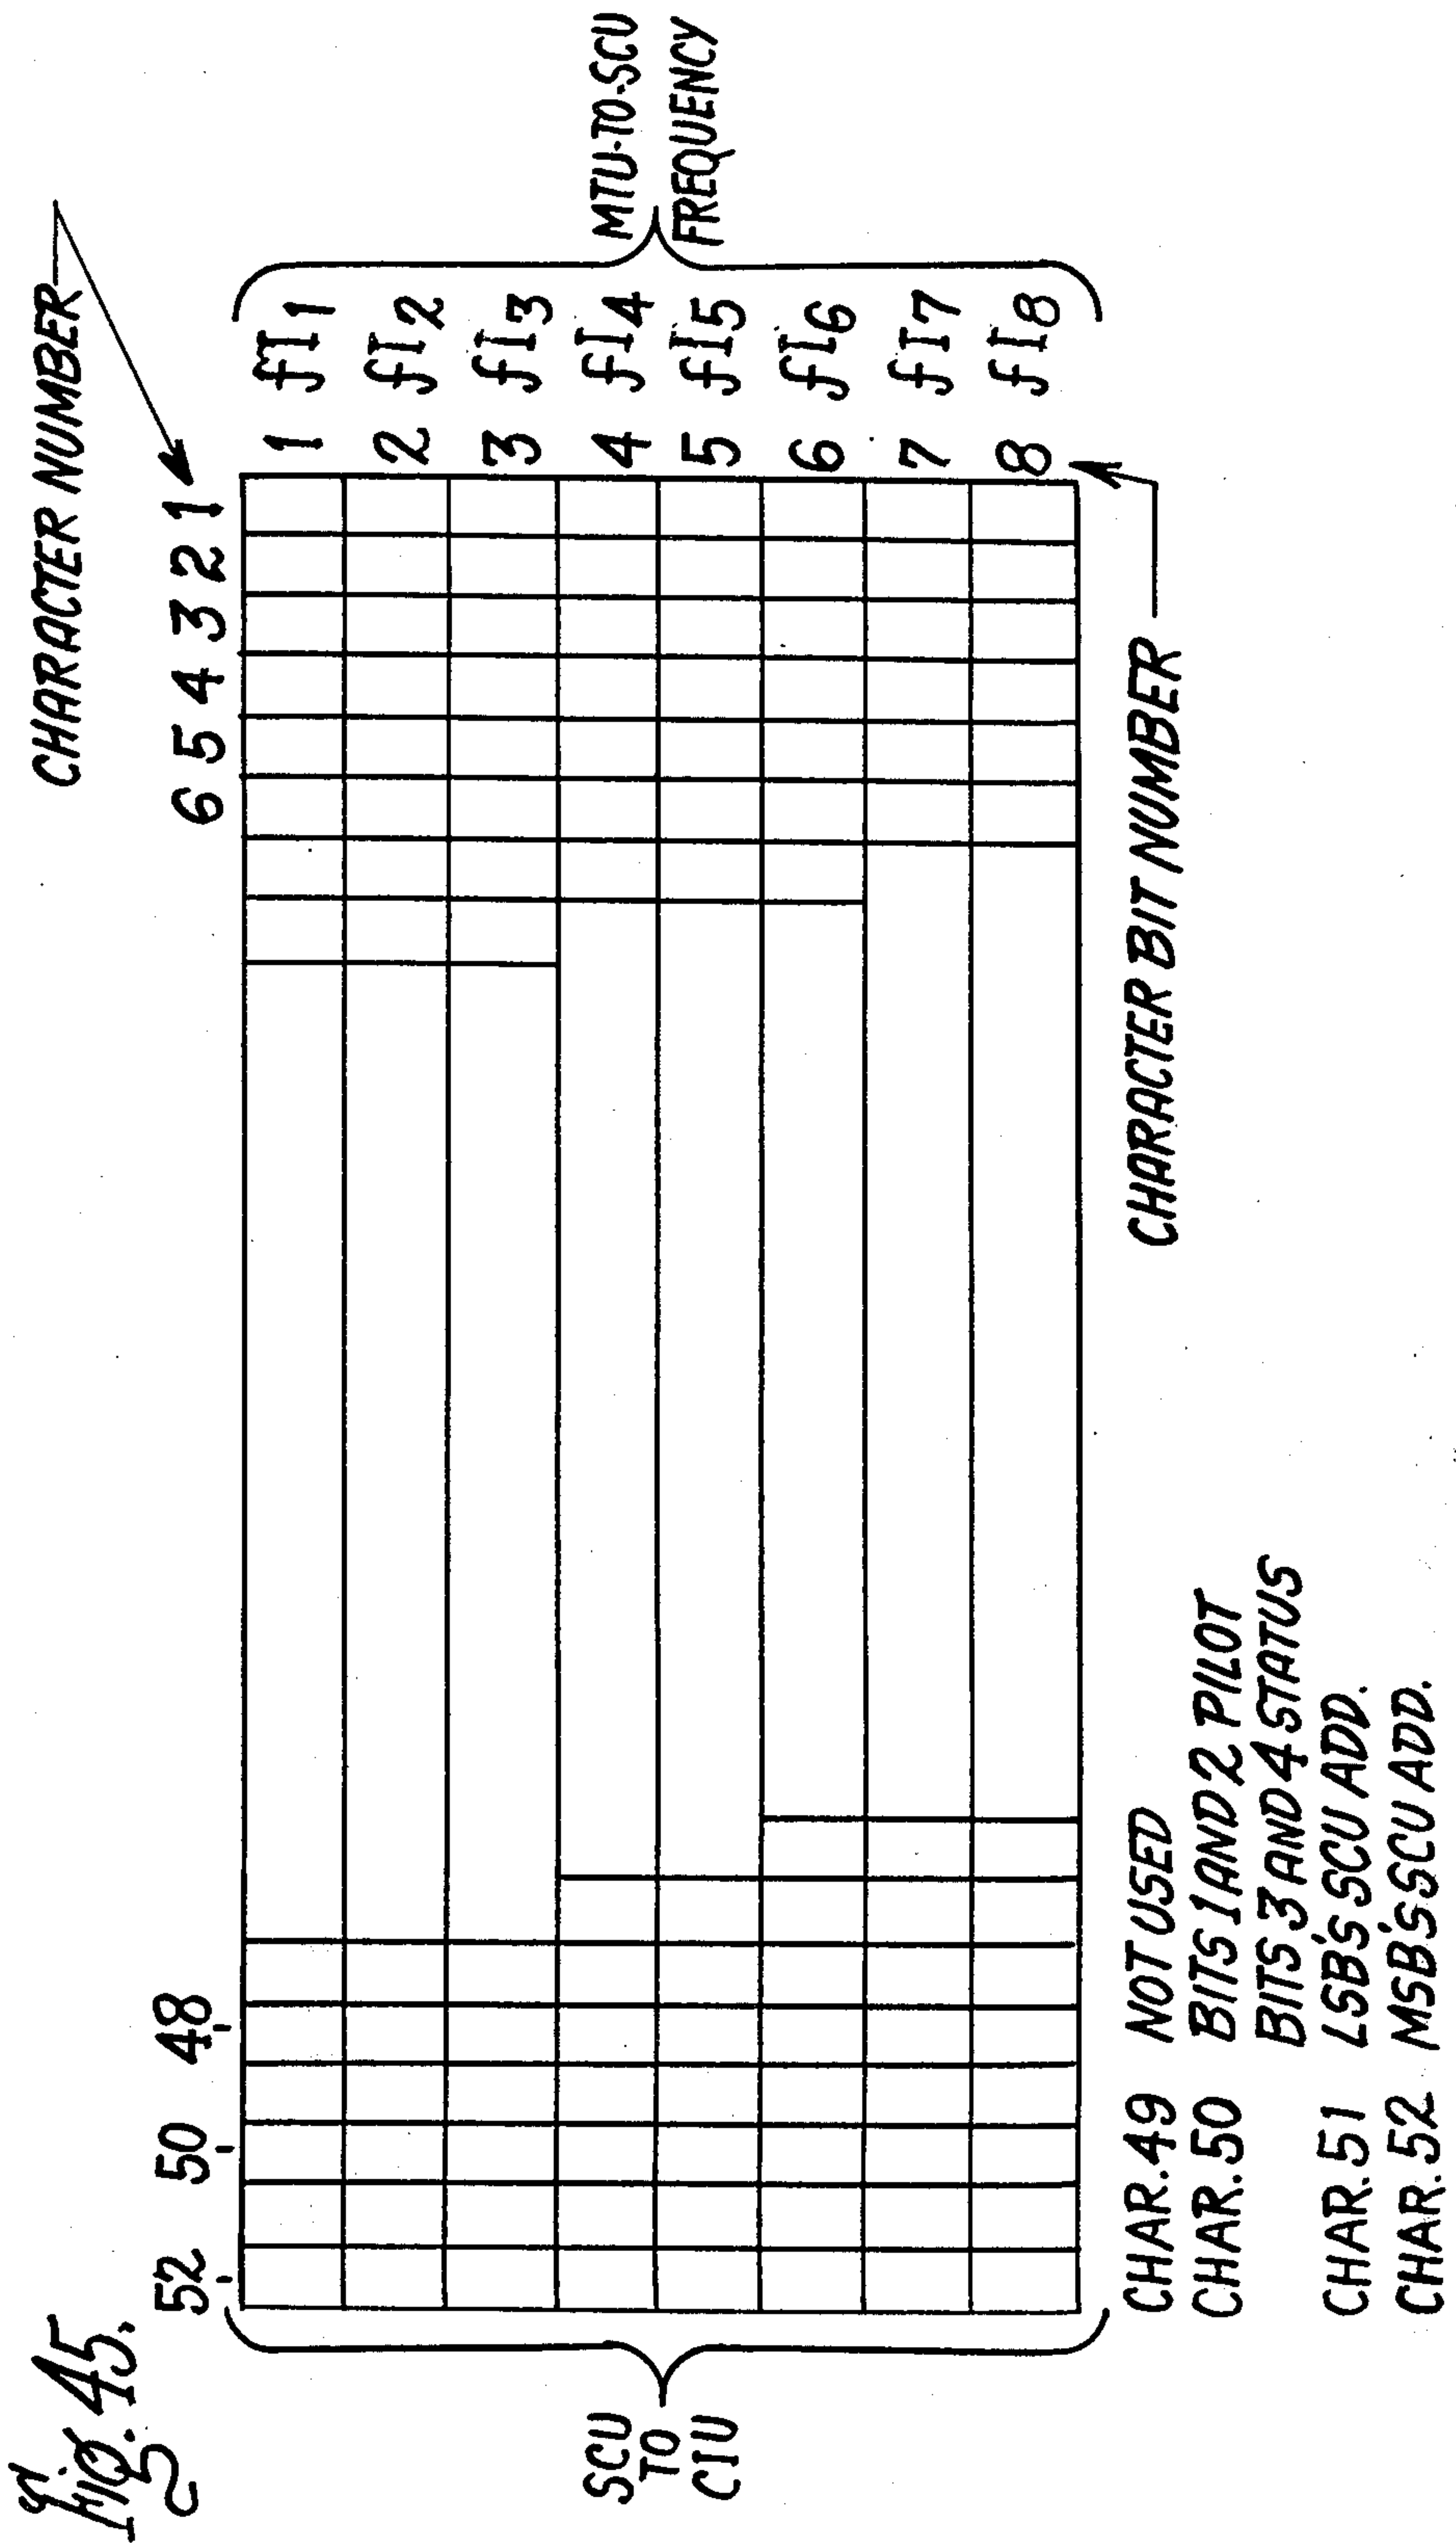 Fig. 45.
CHARACTER NUMBER
52 50 48 6 5 4 3 2 1
1 fI1
2 fI2
3 fI3
4 fI4
5 fI5
6 fI6
7 fI7
8 fI8
MTU-TO-SCU
FREQUENCY
SCU
TO
CIU
CHARACTER BIT NUMBER
CHAR. 49 NOT USED
CHAR. 50 BITS 1 AND 2 PILOT
BITS 3 AND 4 STATUS
CHAR. 51 LSB'S SCU ADD.
CHAR. 52 MSB'S SCU ADD.